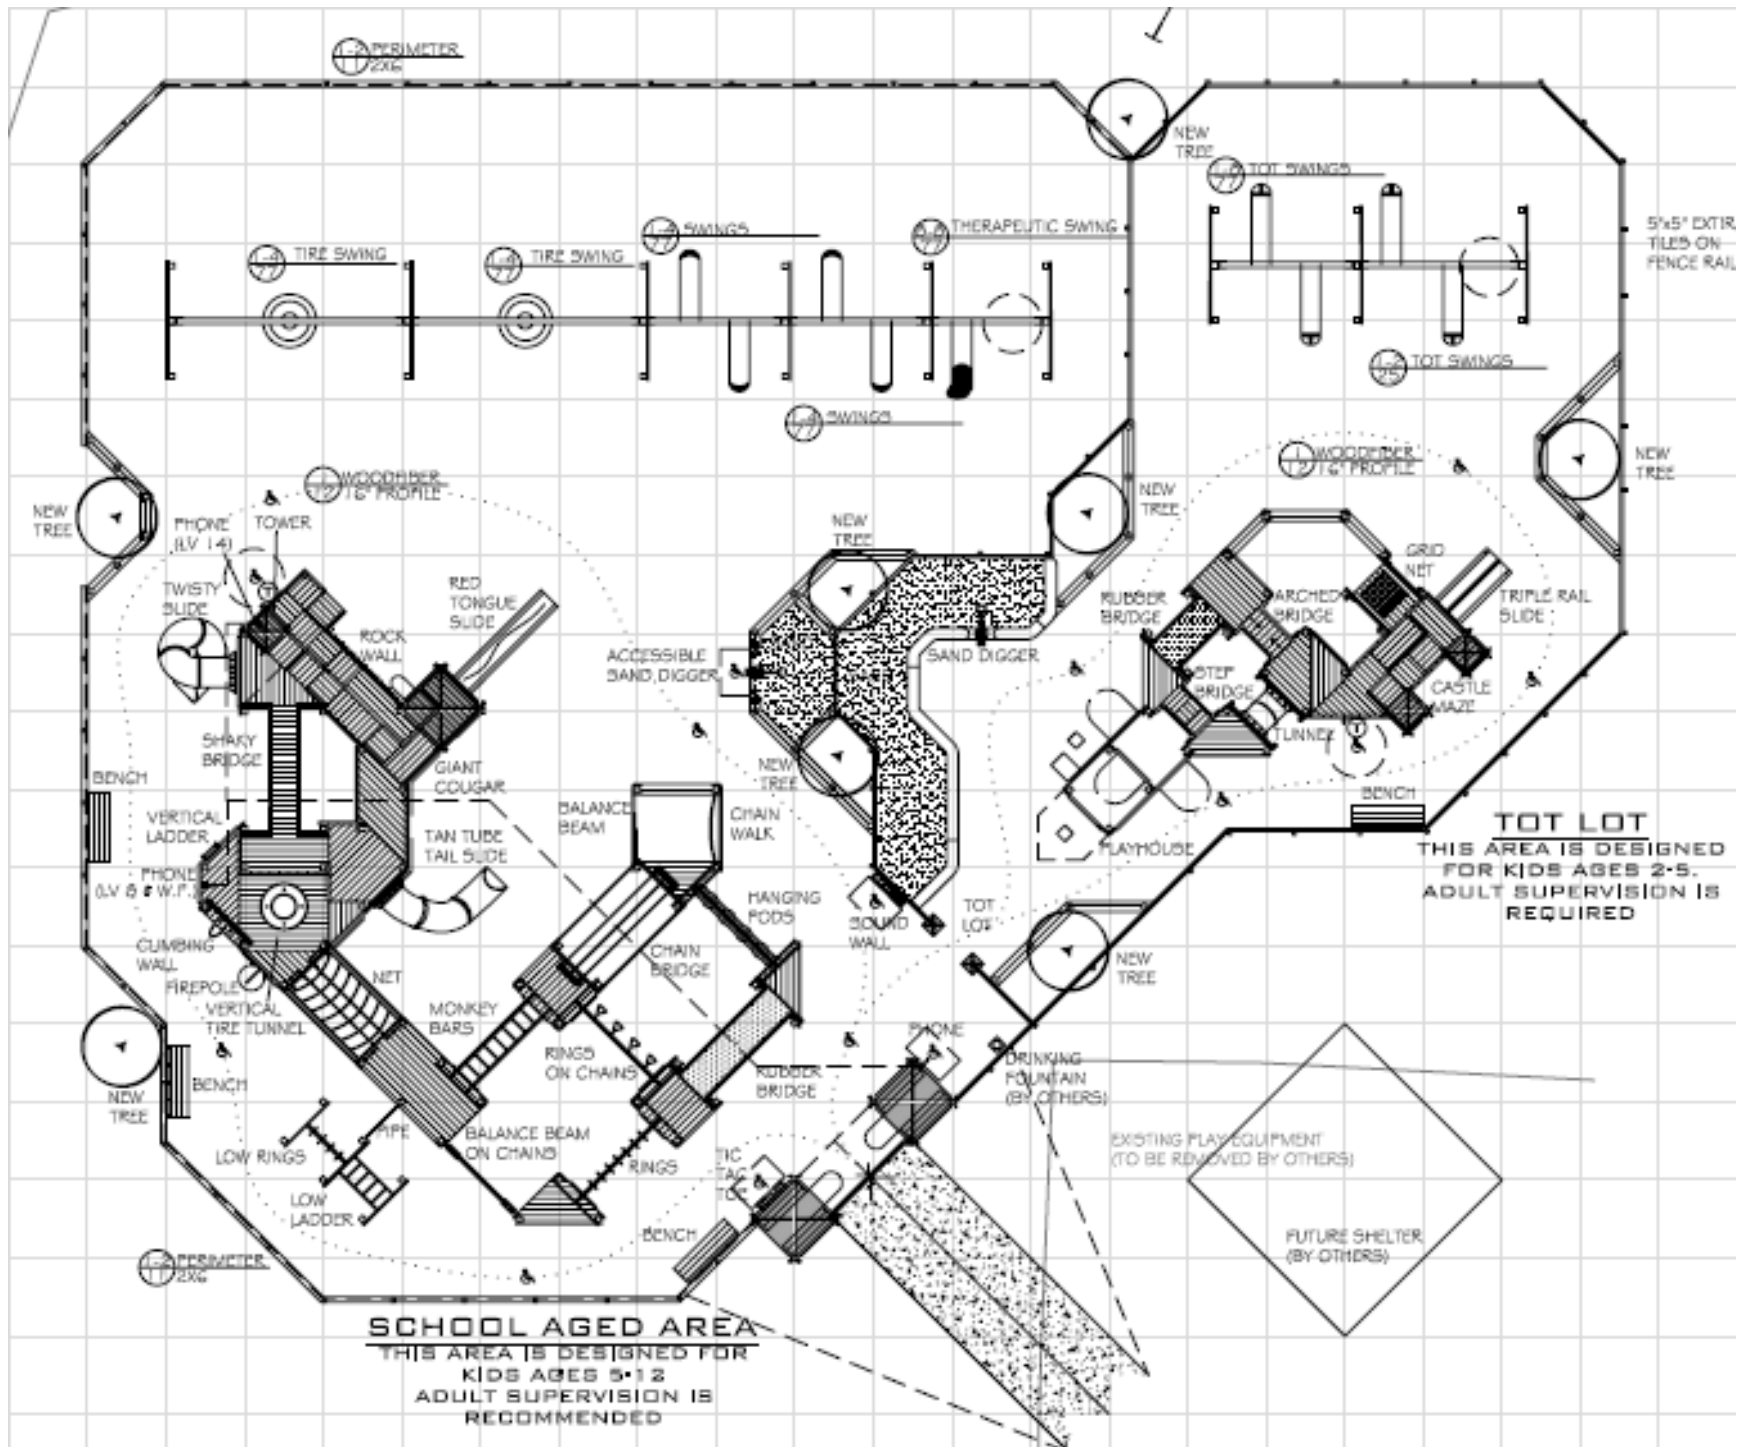 PERIMETER
2X6
NEW
TREE
TOT SWINGS
SWINGS
THERAPEUTIC SWING
TIRE SWING
TIRE SWING
5"x5" EXTIR
TILES ON
FENCE RAIL
TOT SWINGS
SWINGS
WOODFIBER
16" PROFILE
NEW
TREE
WOODFIBER
16" PROFILE
NEW
TREE
PHONE
(LV 14)
TOWER
NEW
TREE
NEW
TREE
GRID
NET
TWISTY
SLIDE
RED
TONGUE
SLIDE
RUBBER
BRIDGE
ARCHED
BRIDGE
TRIPLE RAIL
SLIDE
ROCK
WALL
ACCESSIBLE
SAND DIGGER
SAND DIGGER
STEP
BRIDGE
CASTLE
MAZE
TUNNEL
SHAKY
BRIDGE
GIANT
COUGAR
NEW
TREE
BENCH
BENCH
VERTICAL
LADDER
BALANCE
BEAM
CHAIN
WALK
TAN TUBE
TAIL SLIDE
PLAYHOUSE
TOT LOT
THIS AREA IS DESIGNED
FOR KIDS AGES 2-5.
ADULT SUPERVISION IS
REQUIRED
PHONE
(LV 8 & W.F.)
HANGING
PODS
SOUND
WALL
TOT
LOT
CLIMBING
WALL
NET
CHAIN
BRIDGE
NEW
TREE
FIREPOLE
VERTICAL
TIRE TUNNEL
MONKEY
BARS
PHONE
RINGS
ON CHAINS
RUBBER
BRIDGE
DRINKING
FOUNTAIN
(BY OTHERS)
BENCH
NEW
TREE
PIPE
LOW RINGS
BALANCE BEAM
ON CHAINS
RINGS
TIC
TAC
TOE
EXISTING PLAY EQUIPMENT
(TO BE REMOVED BY OTHERS)
LOW
LADDER
BENCH
FUTURE SHELTER
(BY OTHERS)
PERIMETER
2X6
SCHOOL AGED AREA
THIS AREA IS DESIGNED FOR
KIDS AGES 5-12
ADULT SUPERVISION IS
RECOMMENDED